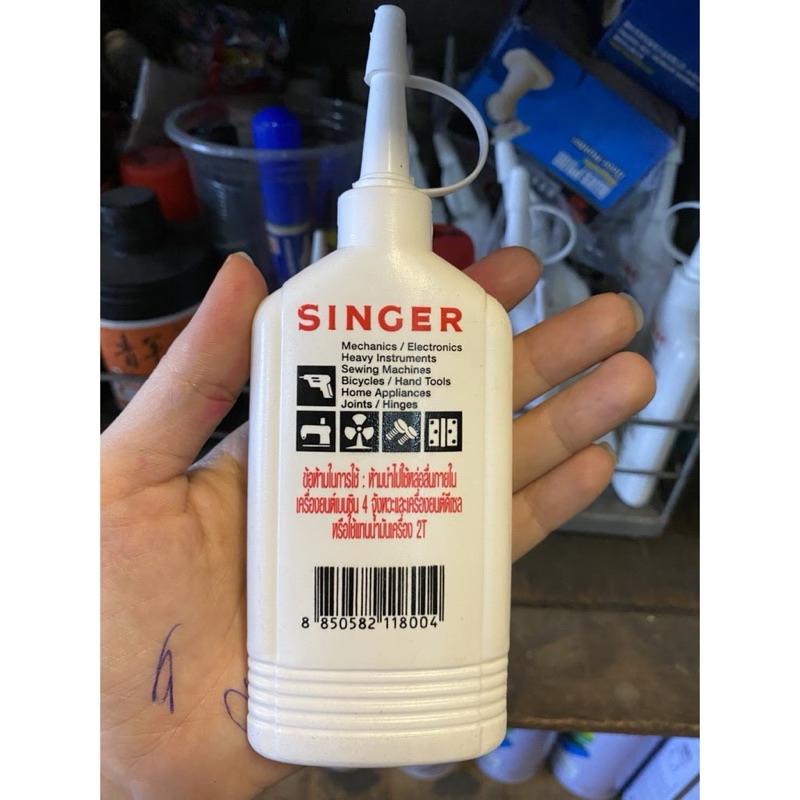 SINGER
Mechanics / Electronics
Heavy Instruments
Sewing Machines
Bicycles / Hand Tools
Home Appliances
Joints / Hinges
ข้อห้ามในการใช้ : ห้ามนำไปใช้หล่อลื่นภายใน
เครื่องยนต์เบนซิน 4 จังหวะและเครื่องยนต์ดีเซล
หรือใช้แทนน้ำมันเครื่อง 2T
8 850582 118004